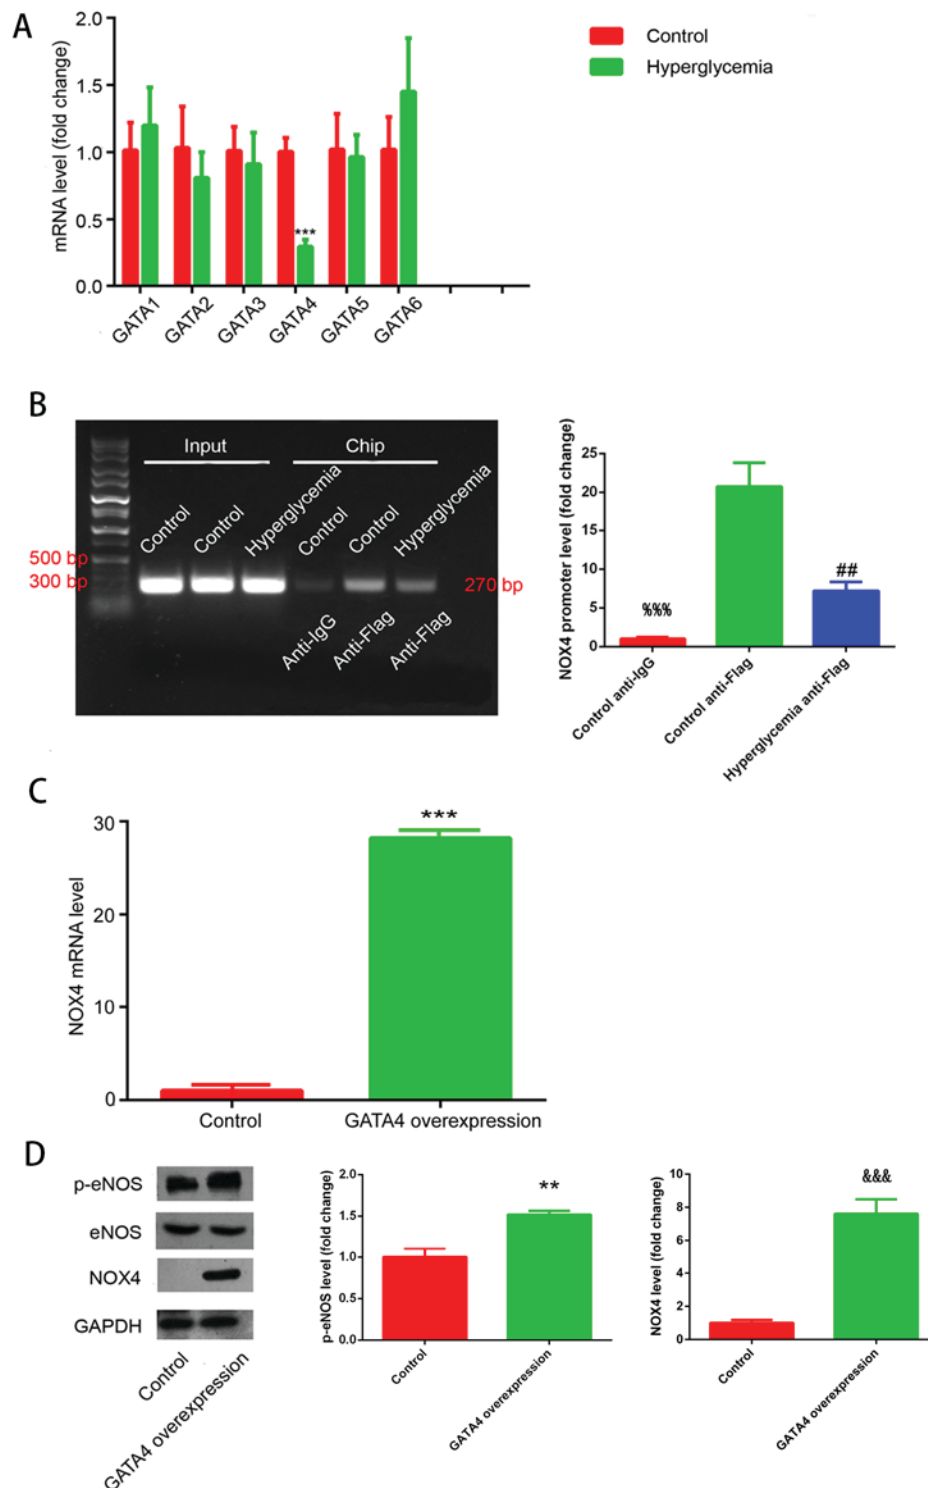 A
mRNA level (fold change)
2.0
1.5
1.0
0.5
0.0
***
GATA1
GATA2
GATA3
GATA4
GATA5
GATA6
Control
Hyperglycemia
B
Input
Chip
Control
Control
Hyperglycemia
Control
Control
Hyperglycemia
500 bp
300 bp
270 bp
Anti-IgG
Anti-Flag
Anti-Flag
NOX4 promoter level (fold change)
25
20
15
10
5
0
%%%
##
Control anti-IgG
Control anti-Flag
Hyperglycemia anti-Flag
C
NOX4 mRNA level
30
20
10
0
***
Control
GATA4 overexpression
D
p-eNOS
eNOS
NOX4
GAPDH
Control
GATA4 overexpression
p-eNOS level (fold change)
2.0
1.5
1.0
0.5
0.0
**
Control
GATA4 overexpression
NOX4 level (fold change)
10
8
6
4
2
0
&&&
Control
GATA4 overexpression